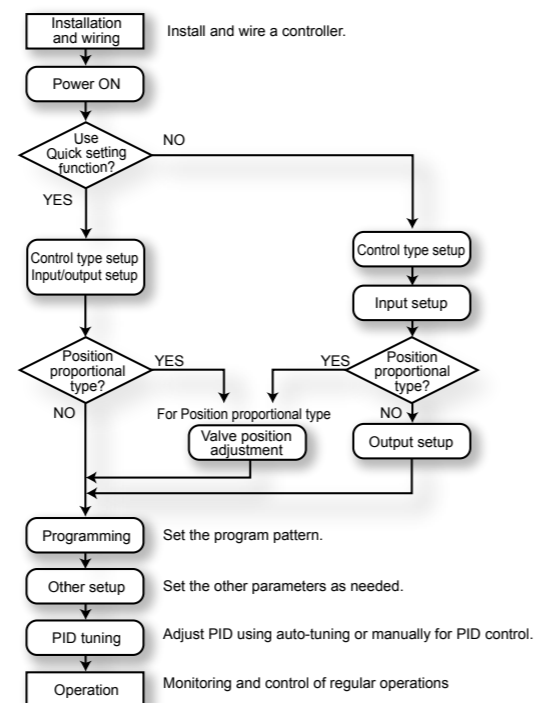 Installation
and wiring
Install and wire a controller.
Power ON
Use
Quick setting
function?
NO
YES
Control type setup
Input/output setup
Control type setup
Input setup
Position
proportional
type?
YES
NO
YES
Position
proportional
type?
NO
For Position proportional type
Valve position
adjustment
Output setup
Programming
Set the program pattern.
Other setup
Set the other parameters as needed.
PID tuning
Adjust PID using auto-tuning or manually for PID control.
Operation
Monitoring and control of regular operations